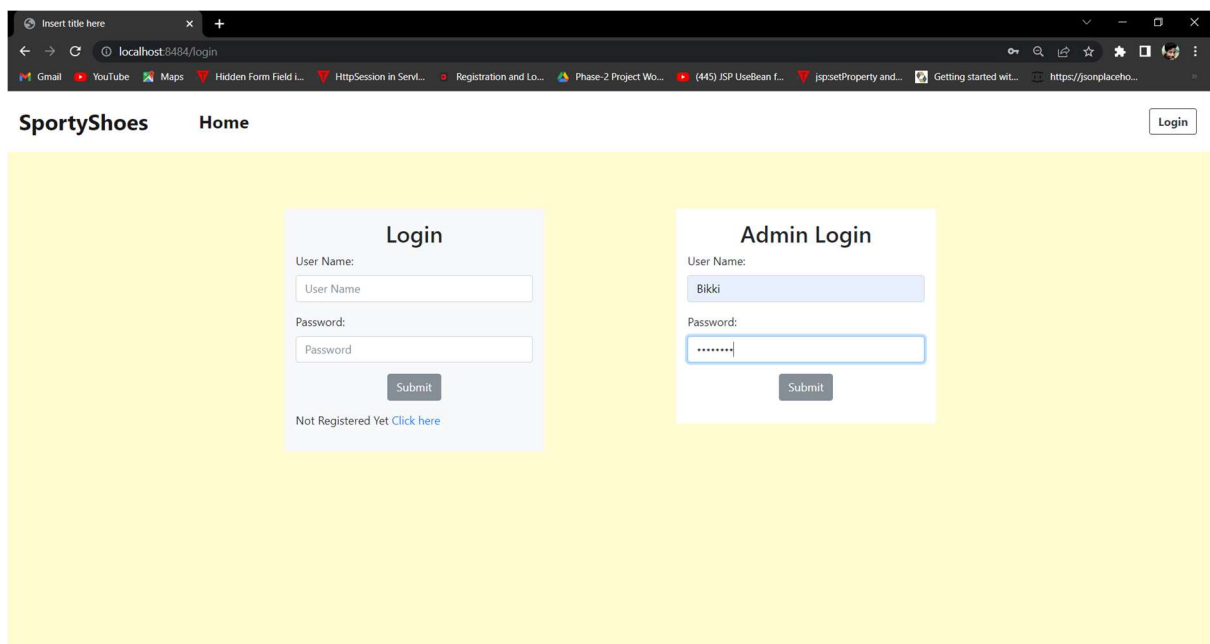 Insert title here
localhost:8484/login
Gmail YouTube Maps Hidden Form Field i... HttpSession in Servl... Registration and Lo... Phase-2 Project Wo... (445) JSP UseBean f... jsp:setProperty and... Getting started wit... https://jsonplaceho...
SportyShoes Home Login
Login
User Name:
User Name
Password:
Password
Submit
Not Registered Yet Click here
Admin Login
User Name:
Bikki
Password:
••••••••
Submit